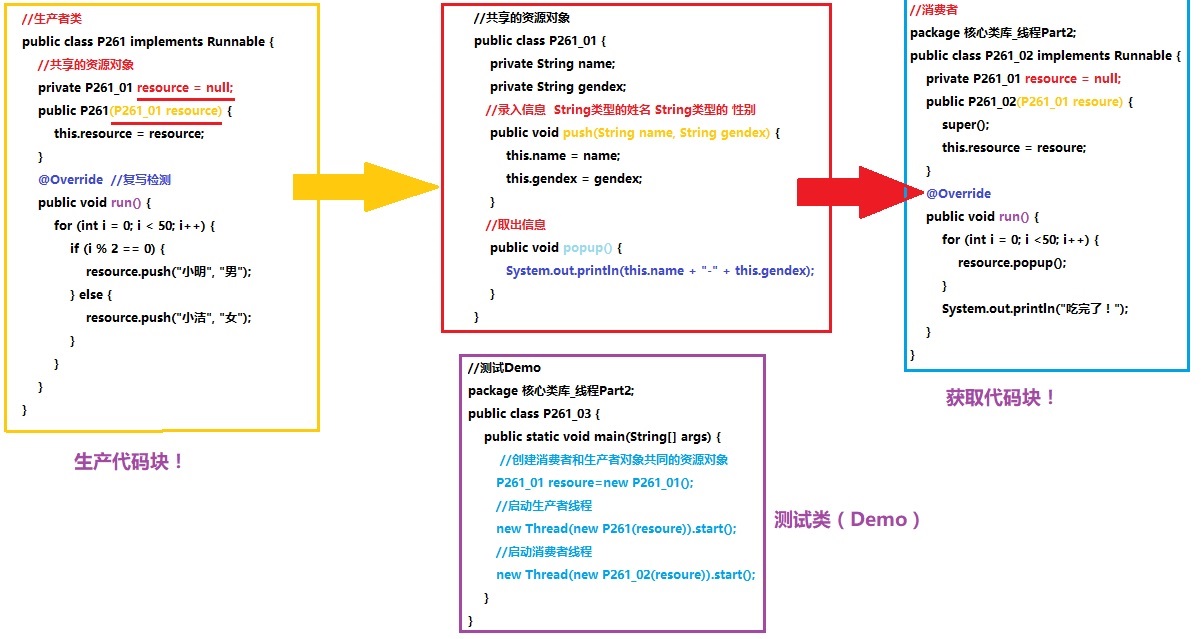 //生产者类
public class P261 implements Runnable {
//共享的资源对象
private P261_01 resource = null;
public P261(P261_01 resource) {
this.resource = resource;
}
@Override  //复写检测
public void run() {
for (int i = 0; i < 50; i++) {
if (i % 2 == 0) {
resource.push("小明", "男");
} else {
resource.push("小洁", "女");
}
}
}
}
生产代码块！
//共享的资源对象
public class P261_01 {
private String name;
private String gendex;
//录入信息  String类型的姓名 String类型的 性别
public void push(String name, String gendex) {
this.name = name;
this.gendex = gendex;
}
//取出信息
public void popup() {
System.out.println(this.name + "-" + this.gendex);
}
}
//消费者
package 核心类库_线程Part2;
public class P261_02 implements Runnable {
private P261_01 resource = null;
public P261_02(P261_01 resoure) {
super();
this.resource = resoure;
}
@Override
public void run() {
for (int i = 0; i <50; i++) {
resource.popup();
}
System.out.println("吃完了！");
}
}
获取代码块！
//测试Demo
package 核心类库_线程Part2;
public class P261_03 {
public static void main(String[] args) {
//创建消费者和生产者对象共同的资源对象
P261_01 resoure=new P261_01();
//启动生产者线程
new Thread(new P261(resoure)).start();
//启动消费者线程
new Thread(new P261_02(resoure)).start();
}
}
测试类（Demo）